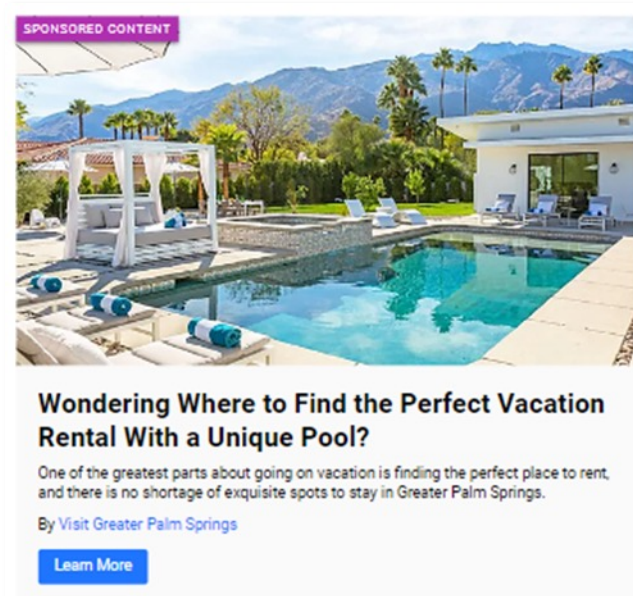 SPONSORED CONTENT
Wondering Where to Find the Perfect Vacation
Rental With a Unique Pool?
One of the greatest parts about going on vacation is finding the perfect place to rent,
and there is no shortage of exquisite spots to stay in Greater Palm Springs.
By Visit Greater Palm Springs
Learn More